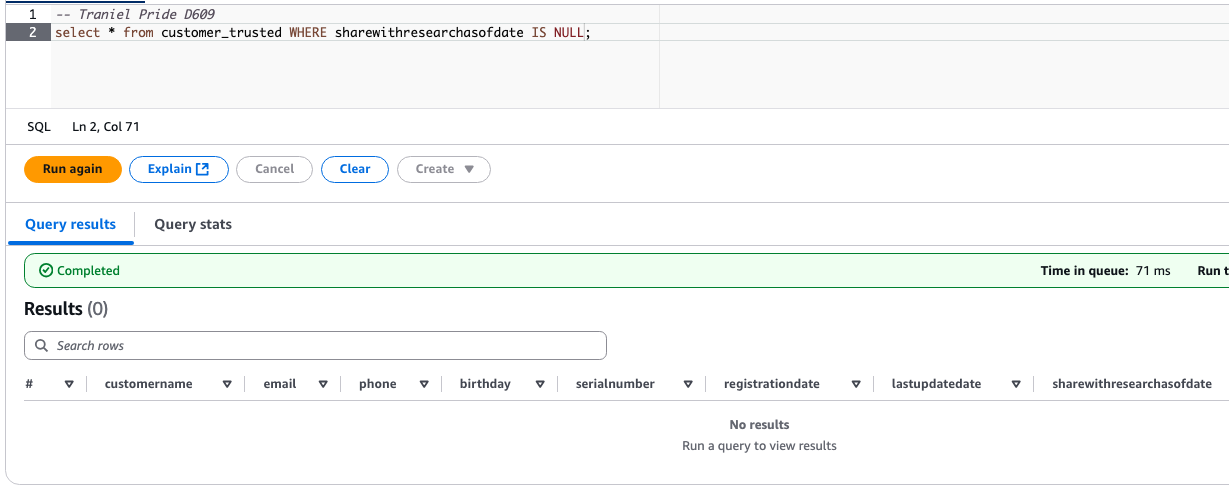 1 -- Traniel Pride D609
2 select * from customer_trusted WHERE sharewithresearchasofdate IS NULL;
SQL Ln 2, Col 71
Run again Explain Cancel Clear Create
Query results Query stats
Completed Time in queue: 71 ms Run t
Results (0)
Search rows
# customername email phone birthday serialnumber registrationdate lastupdatedate sharewithresearchasofdate
No results
Run a query to view results